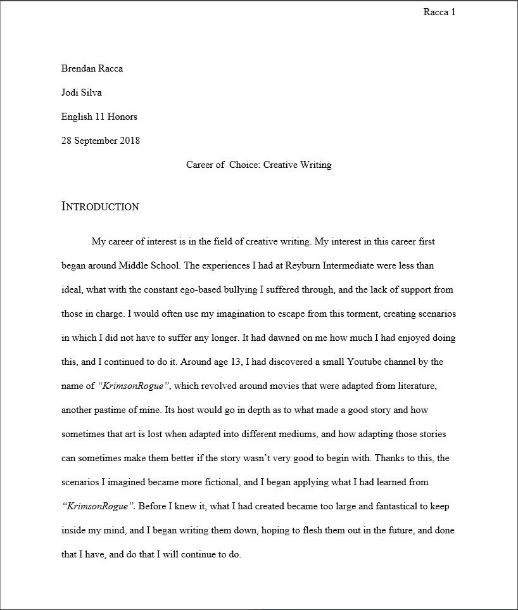 Racca 1
Brendan Racca
Jodi Silva
English 11 Honors
28 September 2018
Career of  Choice: Creative Writing
INTRODUCTION
My career of interest is in the field of creative writing. My interest in this career first
began around Middle School. The experiences I had at Reyburn Intermediate were less than
ideal, what with the constant ego-based bullying I suffered through, and the lack of support from
those in charge. I would often use my imagination to escape from this torment, creating scenarios
in which I did not have to suffer any longer. It had dawned on me how much I had enjoyed doing
this, and I continued to do it. Around age 13, I had discovered a small Youtube channel by the
name of “KrimsonRogue”, which revolved around movies that were adapted from literature,
another pastime of mine. Its host would go in depth as to what made a good story and how
sometimes that art is lost when adapted into different mediums, and how adapting those stories
can sometimes make them better if the story wasn’t very good to begin with. Thanks to this, the
scenarios I imagined became more fictional, and I began applying what I had learned from
“KrimsonRogue”. Before I knew it, what I had created became too large and fantastical to keep
inside my mind, and I began writing them down, hoping to flesh them out in the future, and done
that I have, and do that I will continue to do.